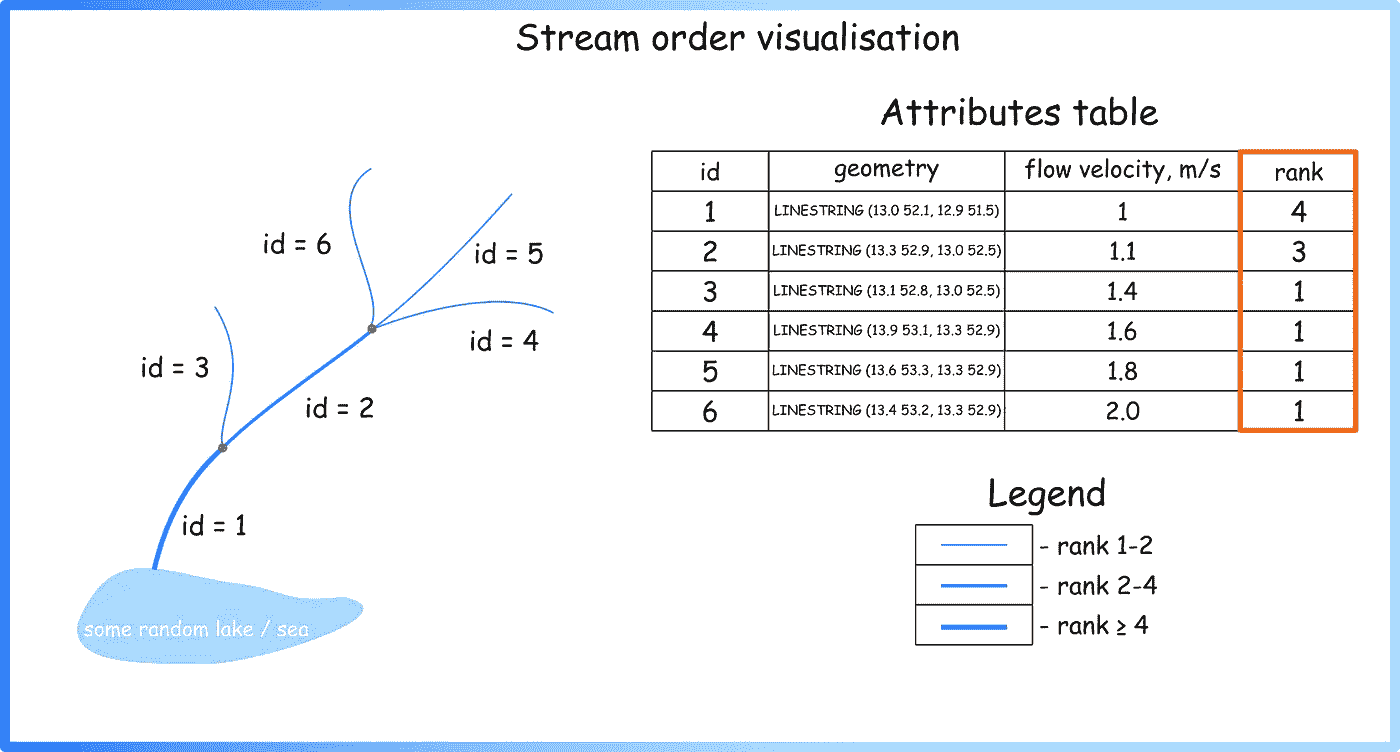 Stream order visualisation
Attributes table
id geometry flow velocity, m/s rank
1 LINESTRING (13.0 52.1, 12.9 51.5) 1 4
2 LINESTRING (13.3 52.9, 13.0 52.5) 1.1 3
3 LINESTRING (13.1 52.8, 13.0 52.5) 1.4 1
4 LINESTRING (13.9 53.1, 13.3 52.9) 1.6 1
5 LINESTRING (13.6 53.3, 13.3 52.9) 1.8 1
6 LINESTRING (13.4 53.2, 13.3 52.9) 2.0 1
id = 6
id = 5
id = 4
id = 3
id = 2
id = 1
some random lake / sea
Legend
- rank 1-2
- rank 2-4
- rank ≥ 4